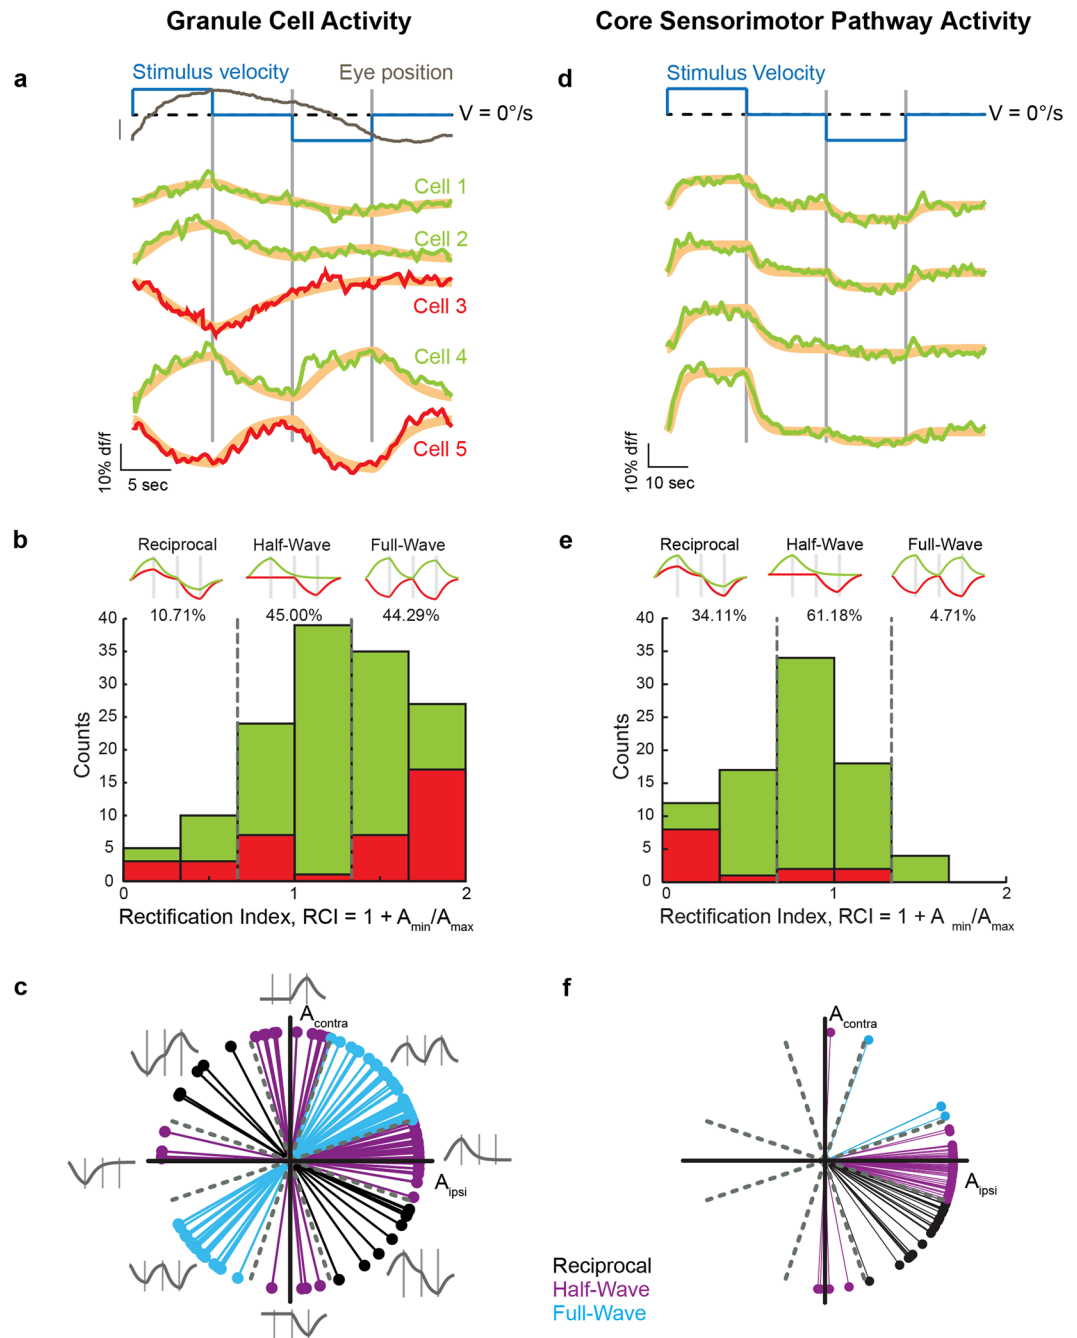 Granule Cell Activity
Core Sensorimotor Pathway Activity
a
Stimulus velocity
Eye position
V = 0°/s
Cell 1
Cell 2
Cell 3
Cell 4
Cell 5
10% df/f
5 sec
d
Stimulus Velocity
V = 0°/s
10% df/f
10 sec
b
Reciprocal
Half-Wave
Full-Wave
10.71%
45.00%
44.29%
40
35
30
25
20
15
10
5
0
Counts
0
1
2
Rectification Index, RCI = 1 + Amin/Amax
e
Reciprocal
Half-Wave
Full-Wave
34.11%
61.18%
4.71%
40
35
30
25
20
15
10
5
0
Counts
0
1
2
Rectification Index, RCI = 1 + A min/Amax
c
Acontra
Aipsi
f
Acontra
Aipsi
Reciprocal
Half-Wave
Full-Wave